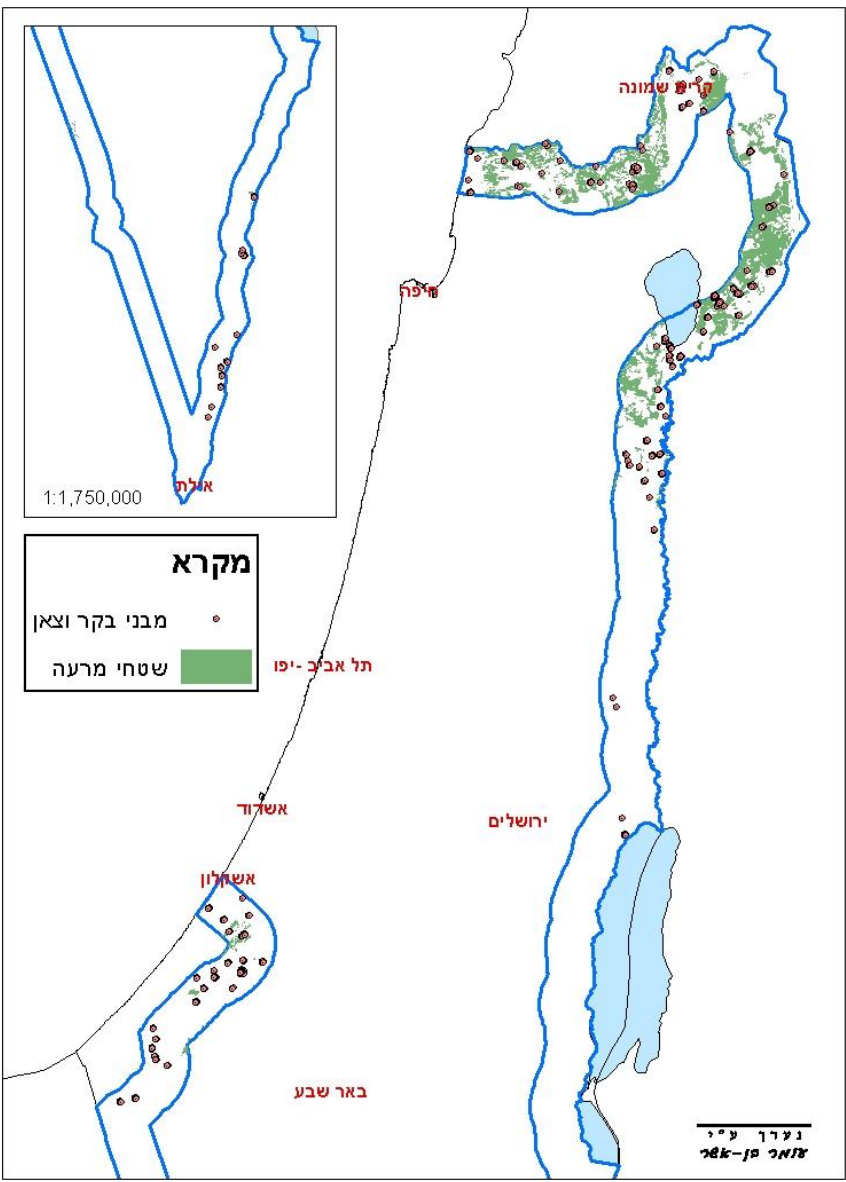 קרית שמונה
חיפה
אילת
1:1,750,000
מקרא
מבני בקר וצאן
שטחי מרעה
תל אביב -יפו
אשדוד
ירושלים
אשקלון
באר שבע
נערך ע"י
עומר בן-אשר